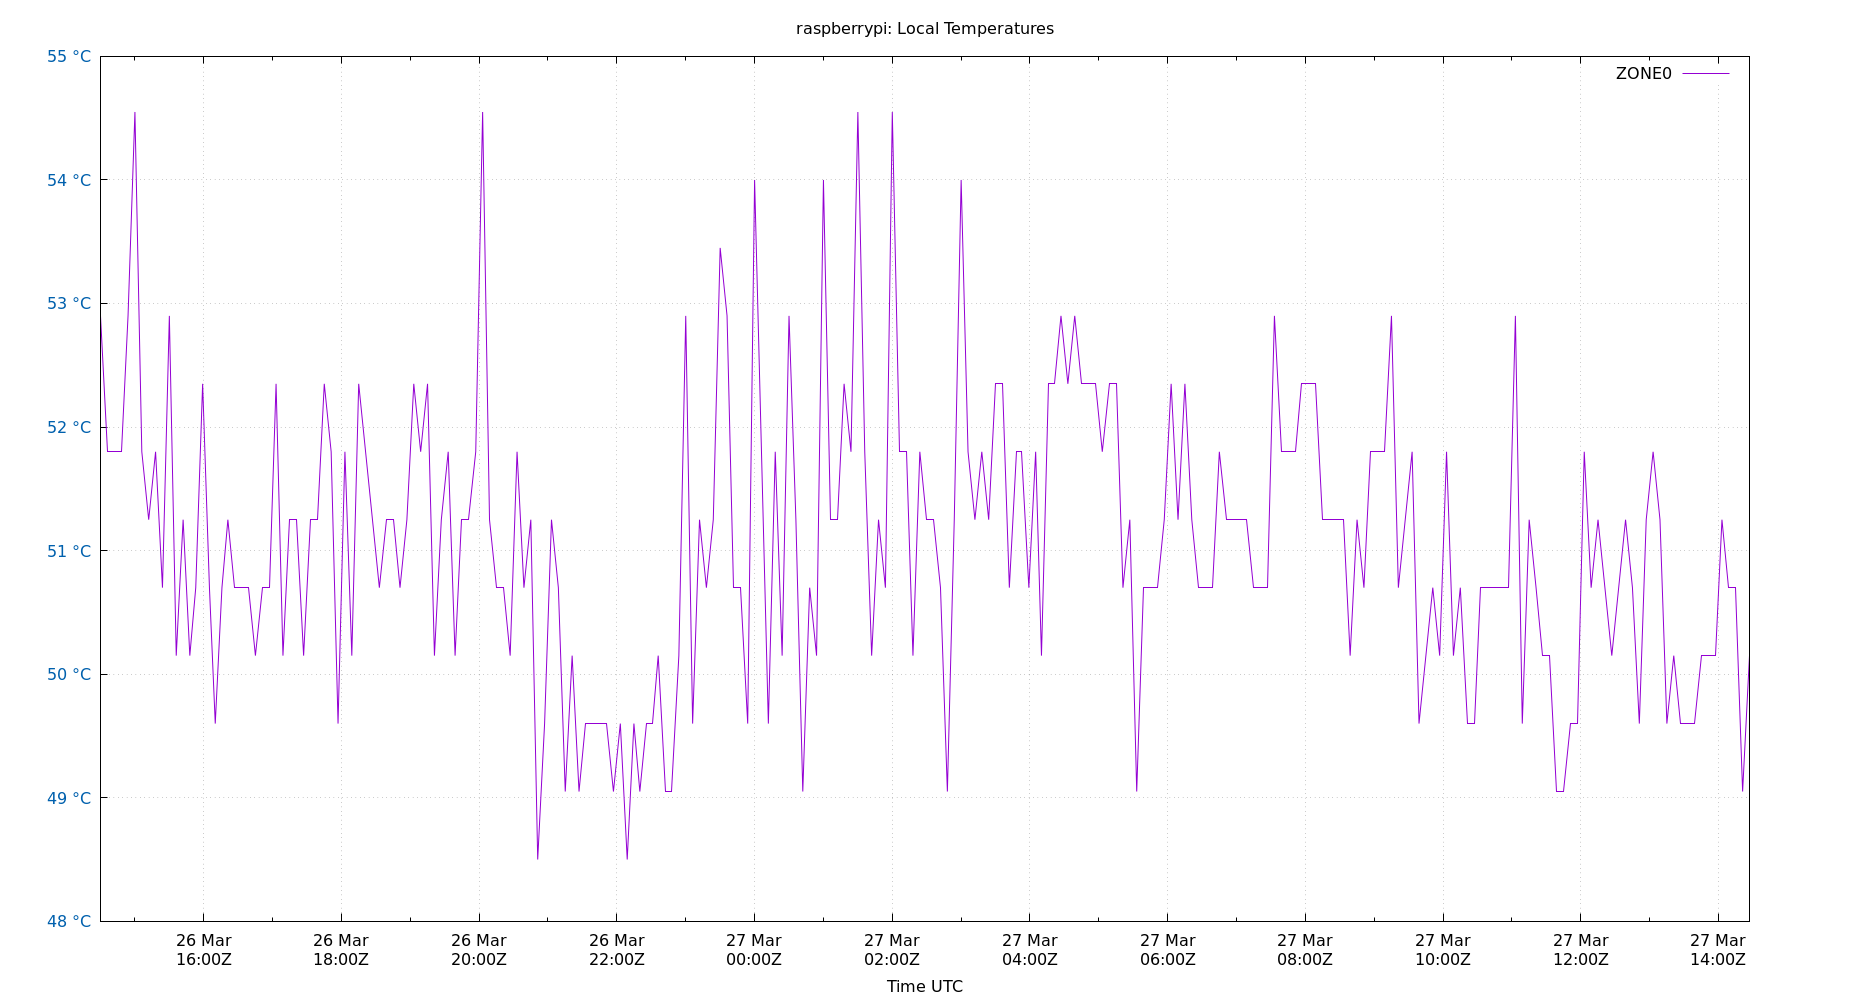 raspberrypi: Local Temperatures
ZONE0
55 °C
54 °C
53 °C
52 °C
51 °C
50 °C
49 °C
48 °C
26 Mar
16:00Z
26 Mar
18:00Z
26 Mar
20:00Z
26 Mar
22:00Z
27 Mar
00:00Z
27 Mar
02:00Z
27 Mar
04:00Z
27 Mar
06:00Z
27 Mar
08:00Z
27 Mar
10:00Z
27 Mar
12:00Z
27 Mar
14:00Z
Time UTC